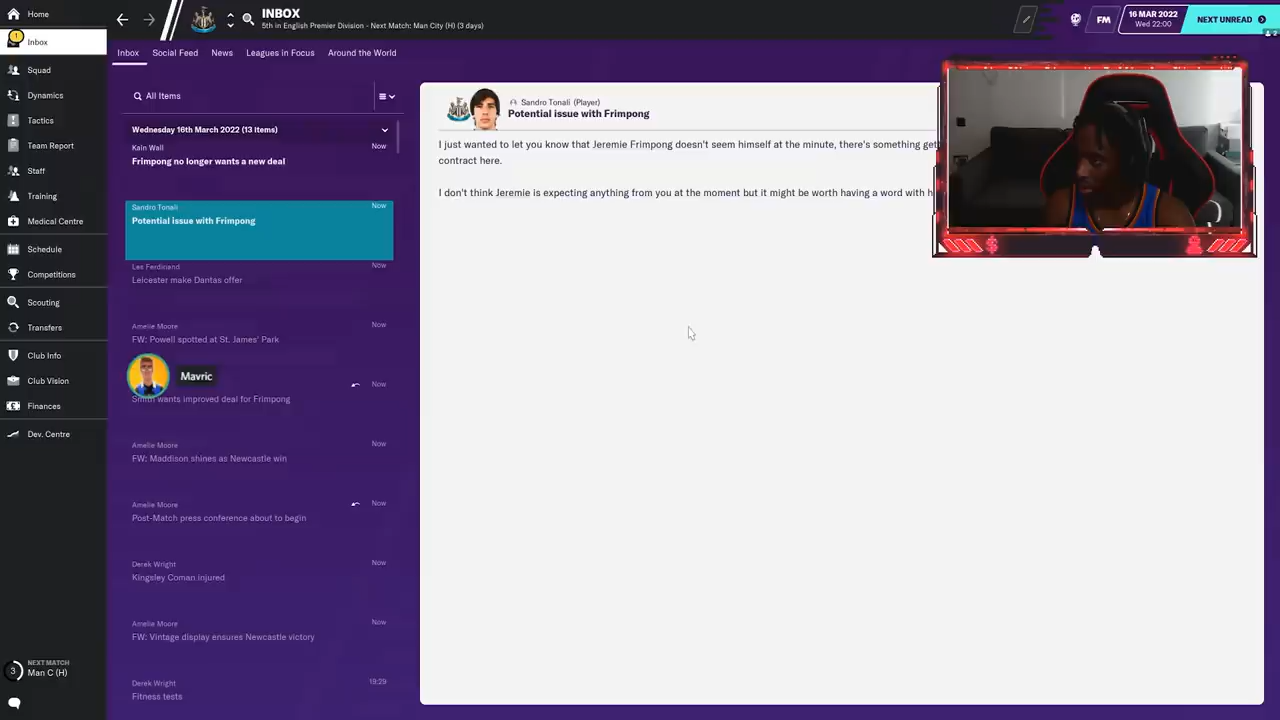 Home
INBOX
5th in English Premier Division - Next Match: Man City (H) (3 days)
FM
16 MAR 2022
Wed 22:00
NEXT UNREAD
2
1
Inbox
Squad
Dynamics
Tactics
Team Report
Staff
Training
Medical Centre
Schedule
Competitions
Scouting
Transfers
Club Info
Club Vision
Finances
Dev. Centre
3
NEXT MATCH
Man C (H)
Inbox Social Feed News Leagues in Focus Around the World
All Items
Wednesday 16th March 2022 (13 items)
Kain Wall Now
Frimpong no longer wants a new deal
Sandro Tonali Now
Potential issue with Frimpong
Les Ferdinand Now
Leicester make Dantas offer
Amelie Moore Now
FW: Powell spotted at St. James' Park
Mavric
Now
Smith wants improved deal for Frimpong
Amelie Moore Now
FW: Maddison shines as Newcastle win
Amelie Moore Now
Post-Match press conference about to begin
Derek Wright Now
Kingsley Coman injured
Amelie Moore Now
FW: Vintage display ensures Newcastle victory
Derek Wright 19:29
Fitness tests
Sandro Tonali (Player)
Potential issue with Frimpong
I just wanted to let you know that Jeremie Frimpong doesn't seem himself at the minute, there's something
contract here.
I don't think Jeremie is expecting anything from you at the moment but it might be worth having a word with